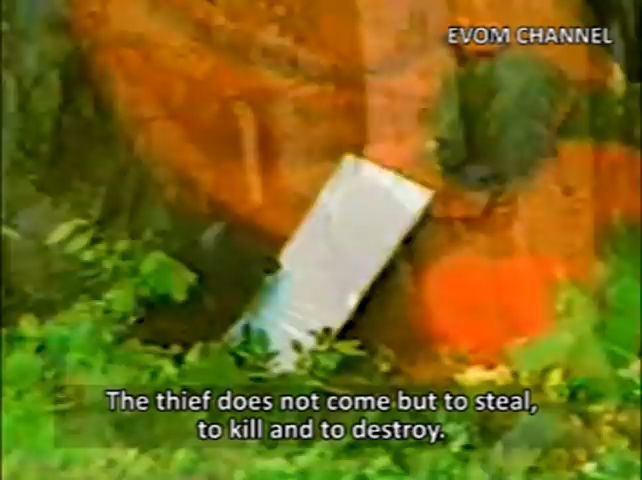 EVOM CHANNEL
The thief does not come but to steal,
to kill and to destroy.